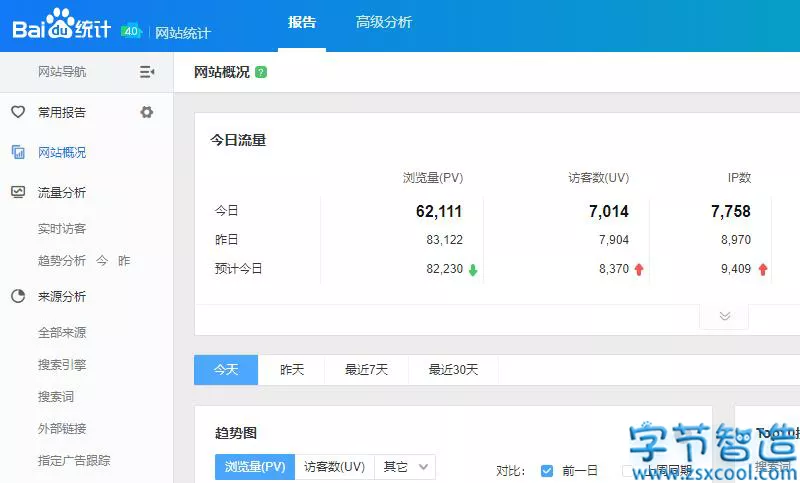 Baidu统计 4.0 网站统计 报告 高级分析
网站导航
常用报告
网站概况
流量分析
实时访客
趋势分析 今 昨
来源分析
全部来源
搜索引擎
搜索词
外部链接
指定广告跟踪
网站概况 ?
今日流量
浏览量(PV) 访客数(UV) IP数
今日 62,111 7,014 7,758
昨日 83,122 7,904 8,970
预计今日 82,230 8,370 9,409
今天 昨天 最近7天 最近30天
趋势图
浏览量(PV) 访客数(UV) 其它
对比: 前一日 上周同期
Top10
搜索词
字节智造
www.zsxcool.com